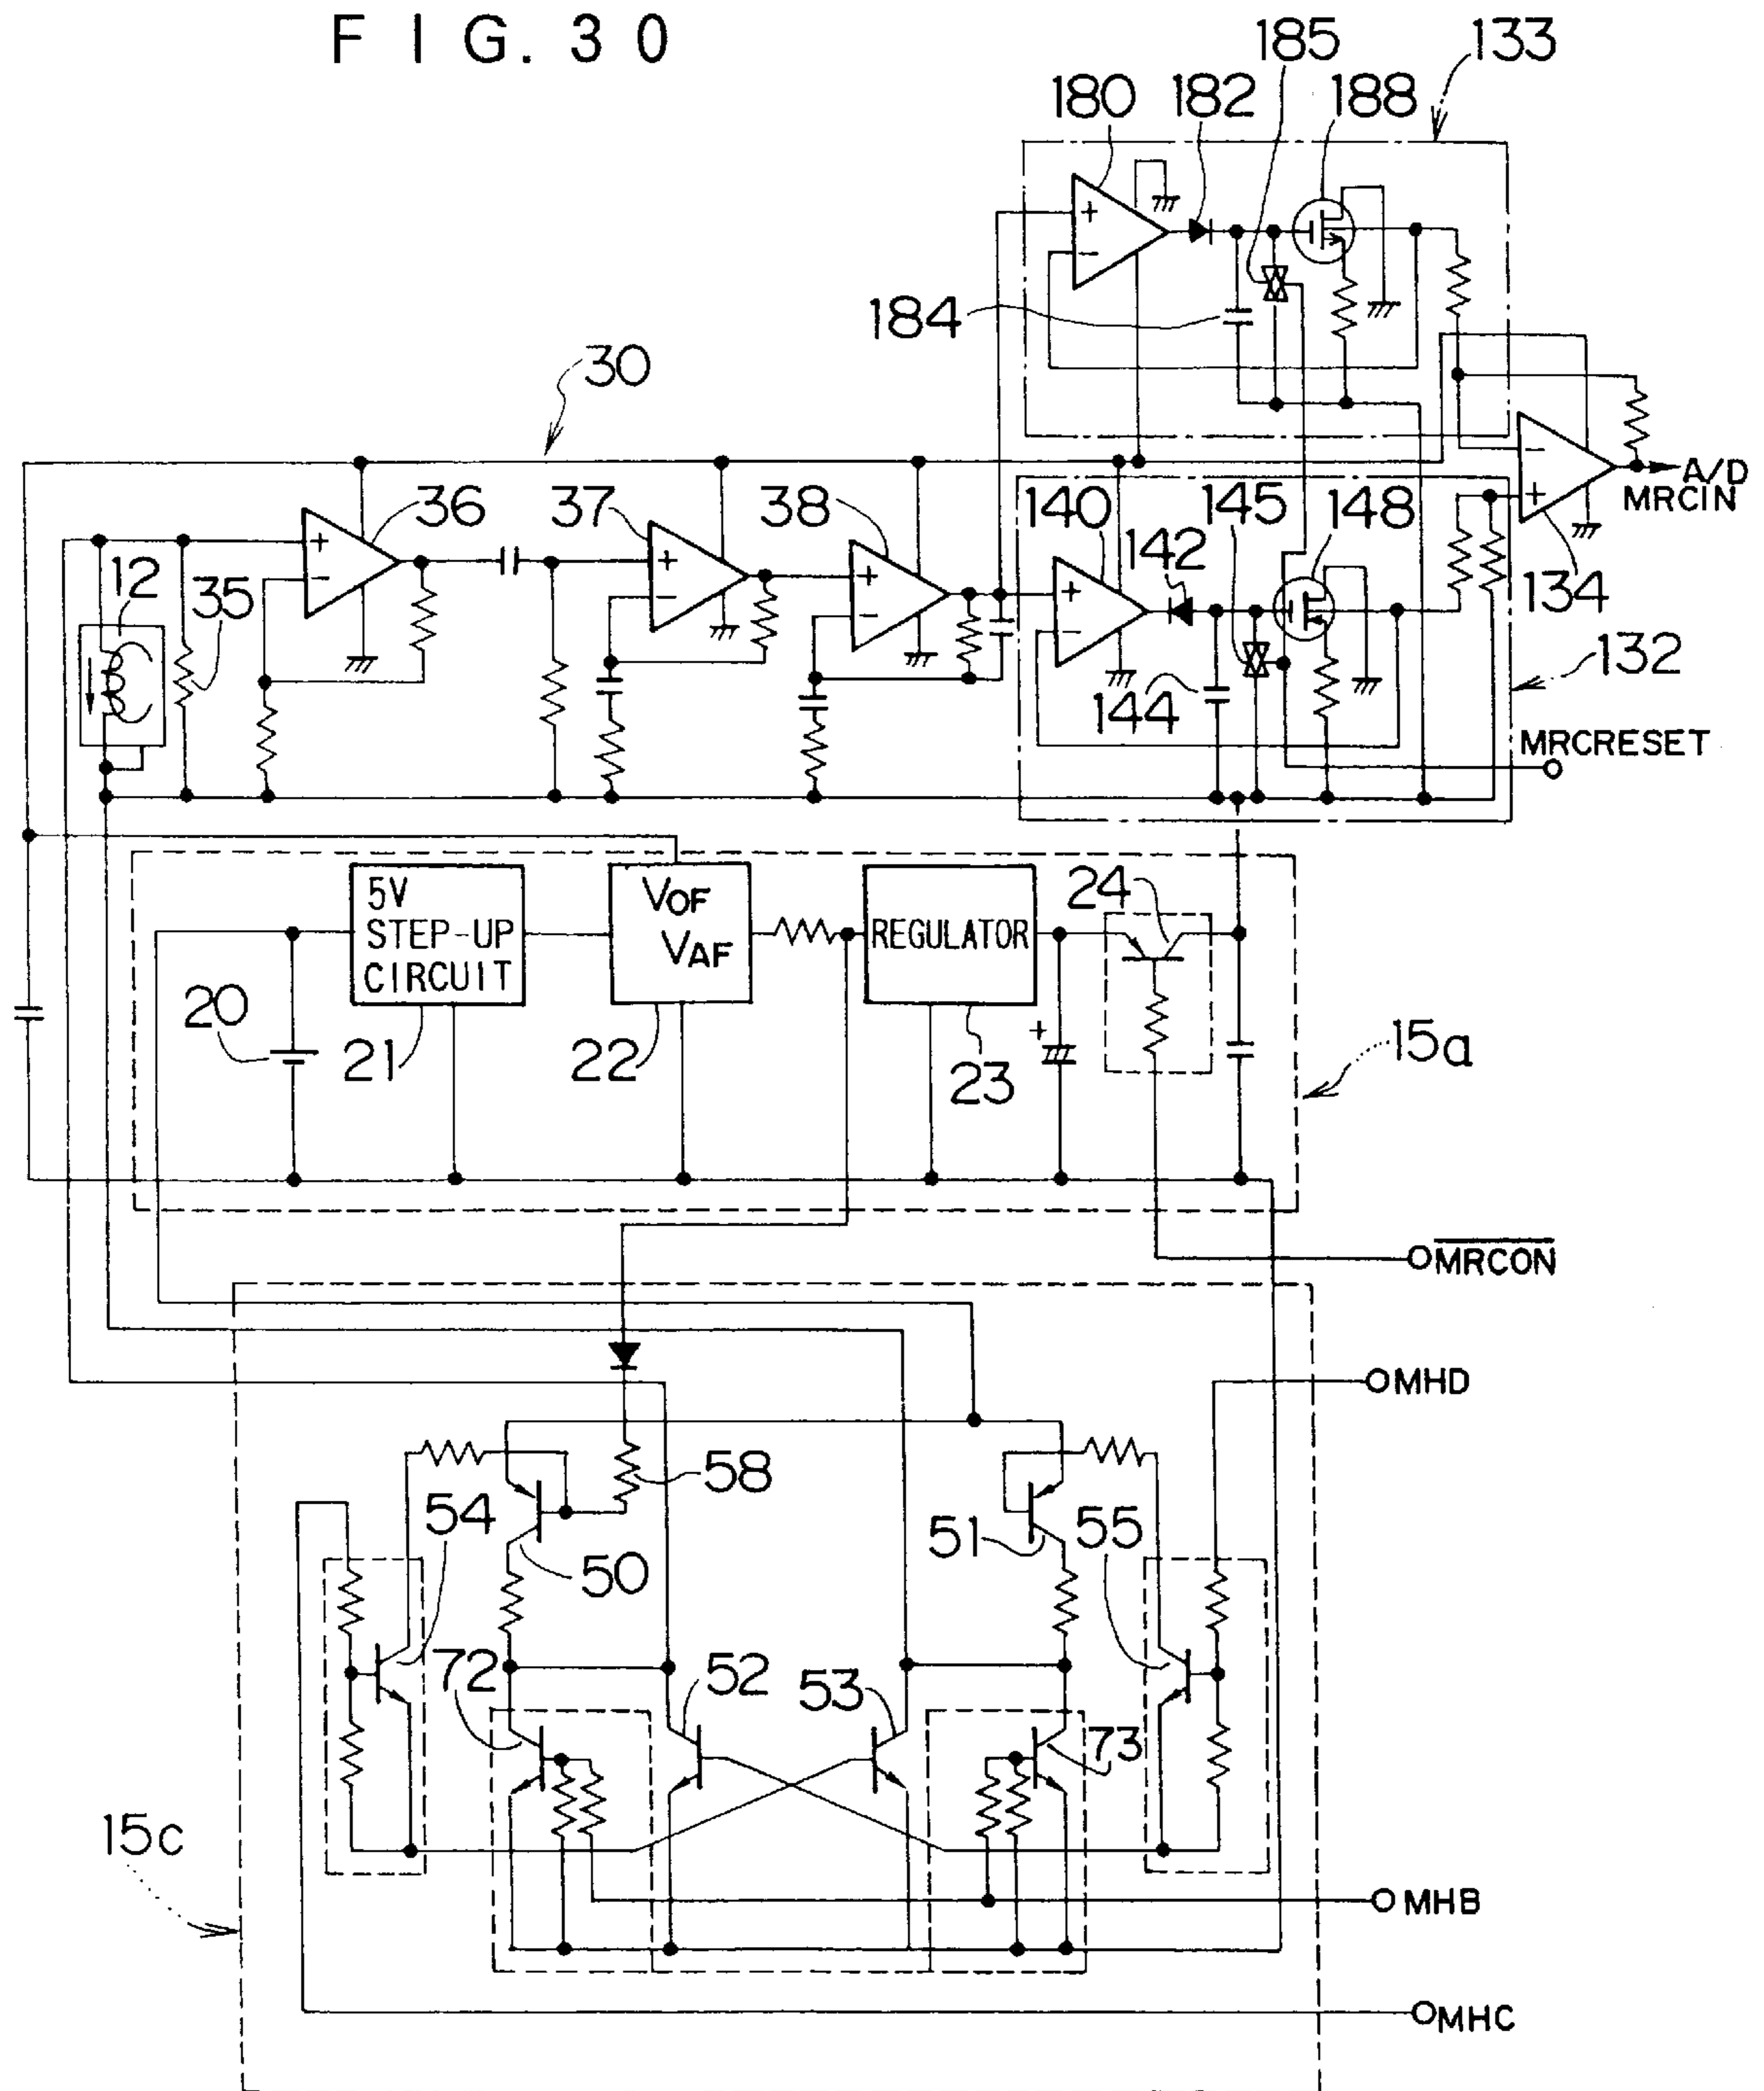 F I G. 3 0
185
133
180
182
188
184
30
36
37
38
140
145
148
142
A/D
MRCIN
134
12
35
132
144
MRCRESET
5V
STEP-UP
CIRCUIT
VOF
VAF
REGULATOR
24
20
21
22
23
15a
MRCON
MHD
58
54
50
51
55
72
52
53
73
15c
MHB
MHC
+
-
+
-
+
-
+
-
+
-
+
-
+
+